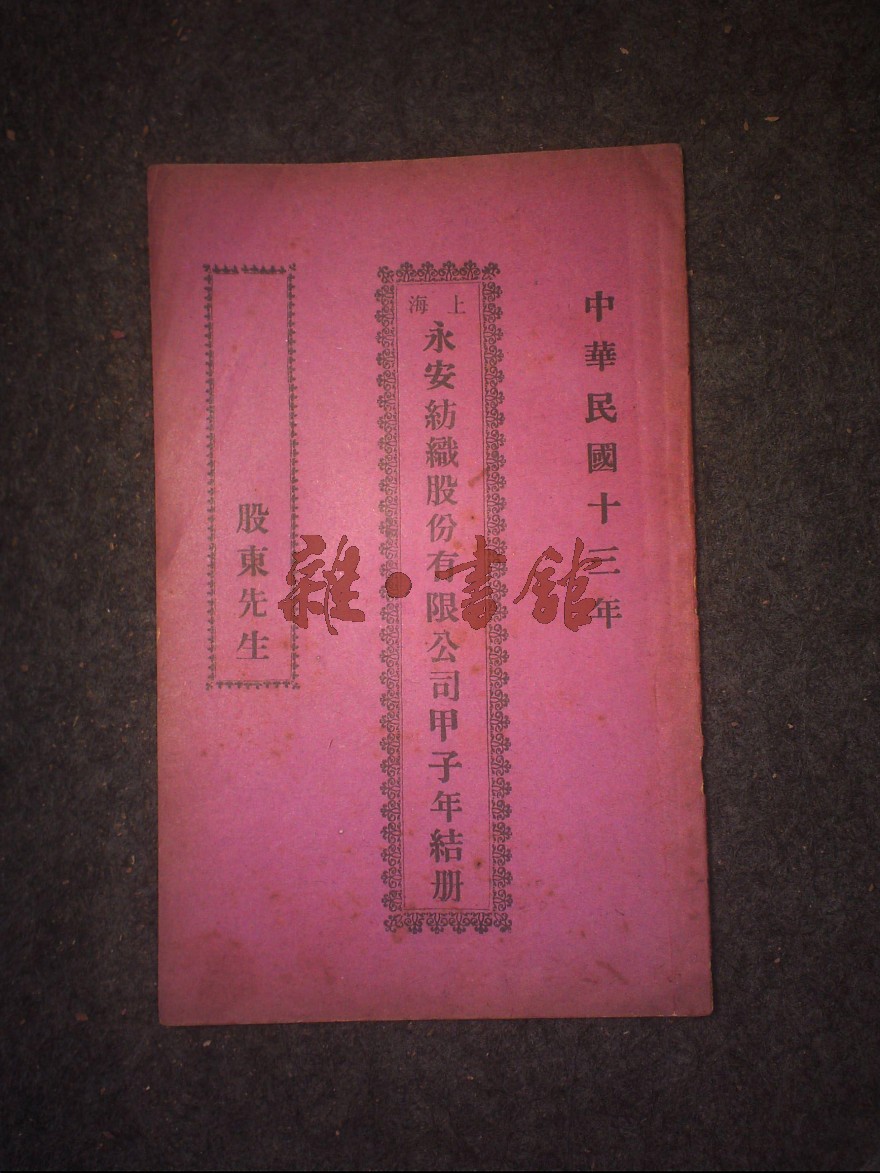 中華民國十三年
上海
永安紡織股份有限公司甲子年結册
股東先生
雜·書館